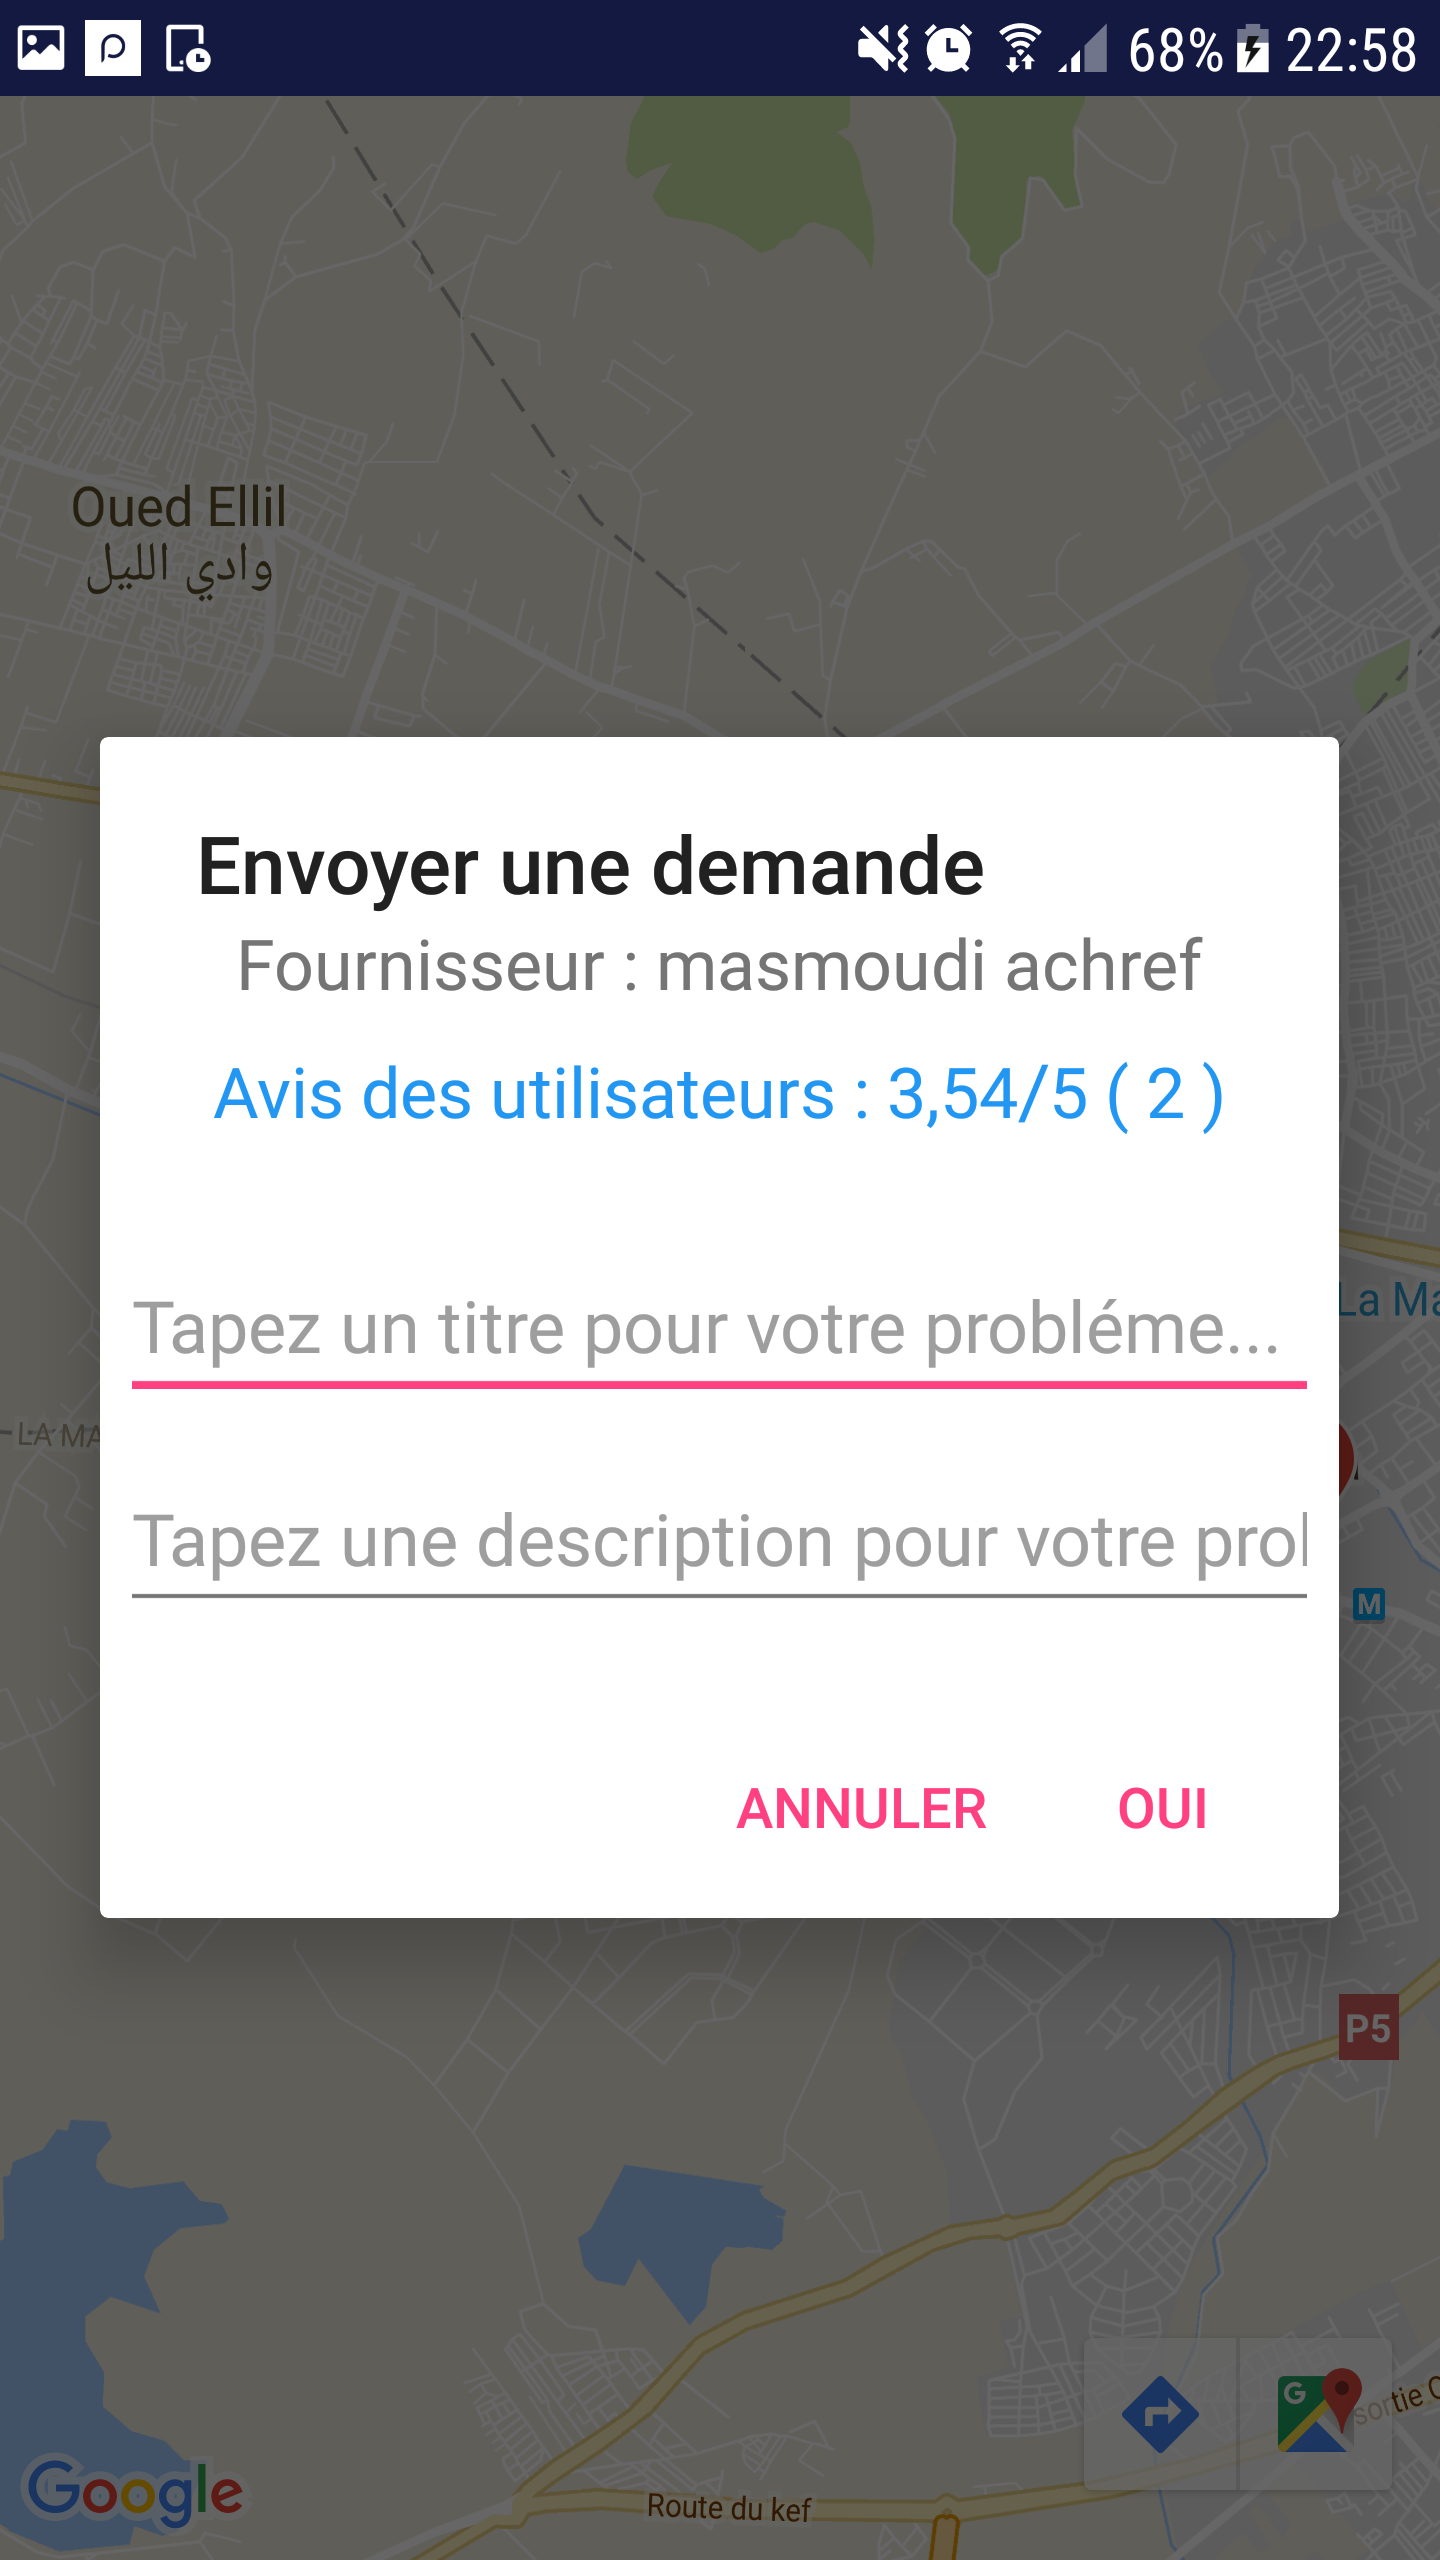 68% 22:58
Oued Ellil
وادي الليل
Envoyer une demande
Fournisseur : masmoudi achref
Avis des utilisateurs : 3,54/5 ( 2 )
La Ma
Tapez un titre pour votre probléme...
LA MA
Tapez une description pour votre prob
M
ANNULER OUI
P5
sortie
Google
Route du kef